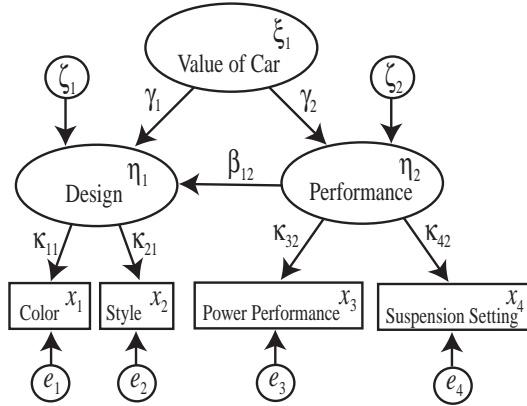 ξ₁
Value of Car
ζ₁
ζ₂
γ₁
γ₂
η₁
Design
β₁₂
η₂
Performance
κ₁₁
κ₂₁
κ₃₂
κ₄₂
Color x₁
Style x₂
Power Performance x₃
Suspension Setting x₄
e₁
e₂
e₃
e₄